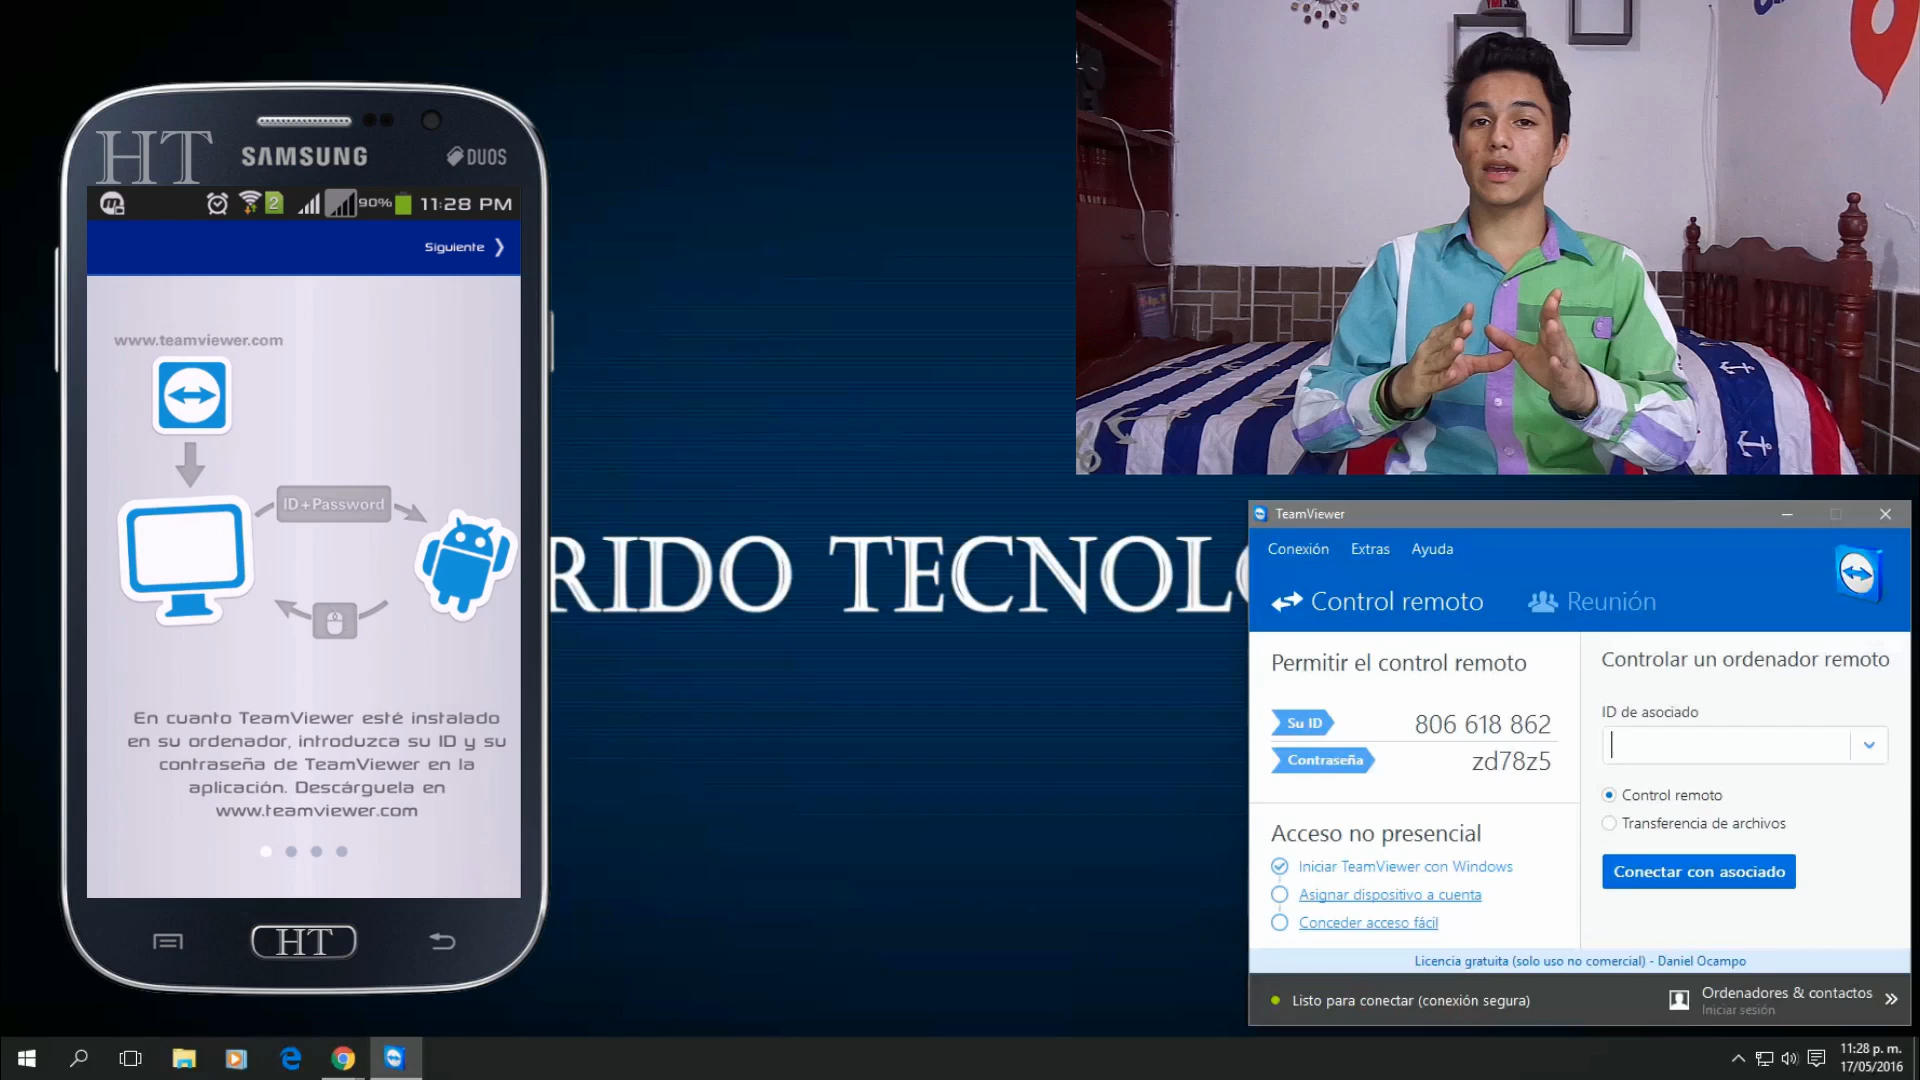 HT
SAMSUNG
DUOS
2
90%
11:28 PM
Siguiente
www.teamviewer.com
ID+Password
En cuanto TeamViewer esté instalado
en su ordenador, introduzca su ID y su
contraseña de TeamViewer en la
aplicación. Descárguela en
www.teamviewer.com
HT
RIDO TECNOLO
TeamViewer
Conexión Extras Ayuda
Control remoto
Reunión
Permitir el control remoto
Su ID
806 618 862
Contraseña
zd78z5
Acceso no presencial
Iniciar TeamViewer con Windows
Asignar dispositivo a cuenta
Conceder acceso fácil
Controlar un ordenador remoto
ID de asociado
Control remoto
Transferencia de archivos
Conectar con asociado
Licencia gratuita (solo uso no comercial) - Daniel Ocampo
Listo para conectar (conexión segura)
Ordenadores & contactos
Iniciar sesión
11:28 p. m.
17/05/2016